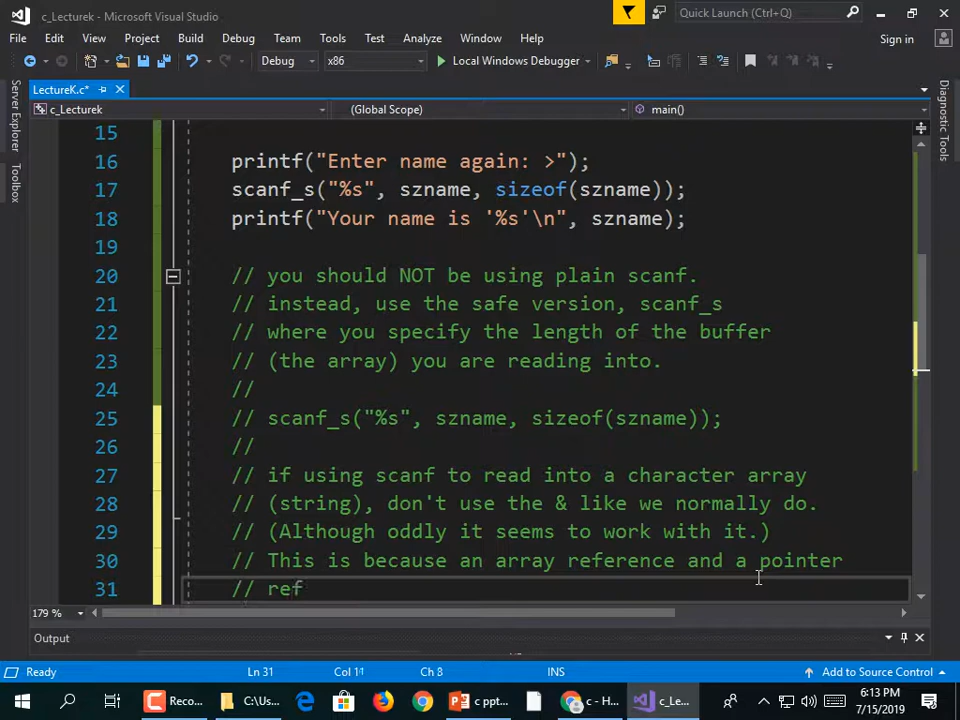 c_Lecturek - Microsoft Visual Studio
Quick Launch (Ctrl+Q)
File Edit View Project Build Debug Team Tools Test Analyze Window Help Sign in
Debug x86 Local Windows Debugger
LectureK.c*
c_Lecturek (Global Scope) main()
Server Explorer
Toolbox
Diagnostic Tools
15
16 printf("Enter name again: >");
17 scanf_s("%s", szname, sizeof(szname));
18 printf("Your name is '%s'\n", szname);
19
20 // you should NOT be using plain scanf.
21 // instead, use the safe version, scanf_s
22 // where you specify the length of the buffer
23 // (the array) you are reading into.
24 //
25 // scanf_s("%s", szname, sizeof(szname));
26 //
27 // if using scanf to read into a character array
28 // (string), don't use the & like we normally do.
29 // (Although oddly it seems to work with it.)
30 // This is because an array reference and a pointer
31 // ref
179 %
Output
Ready Ln 31 Col 11 Ch 8 INS Add to Source Control
Reco... C:\Us... c ppt... c - H... c_Le... 6:13 PM
7/15/2019